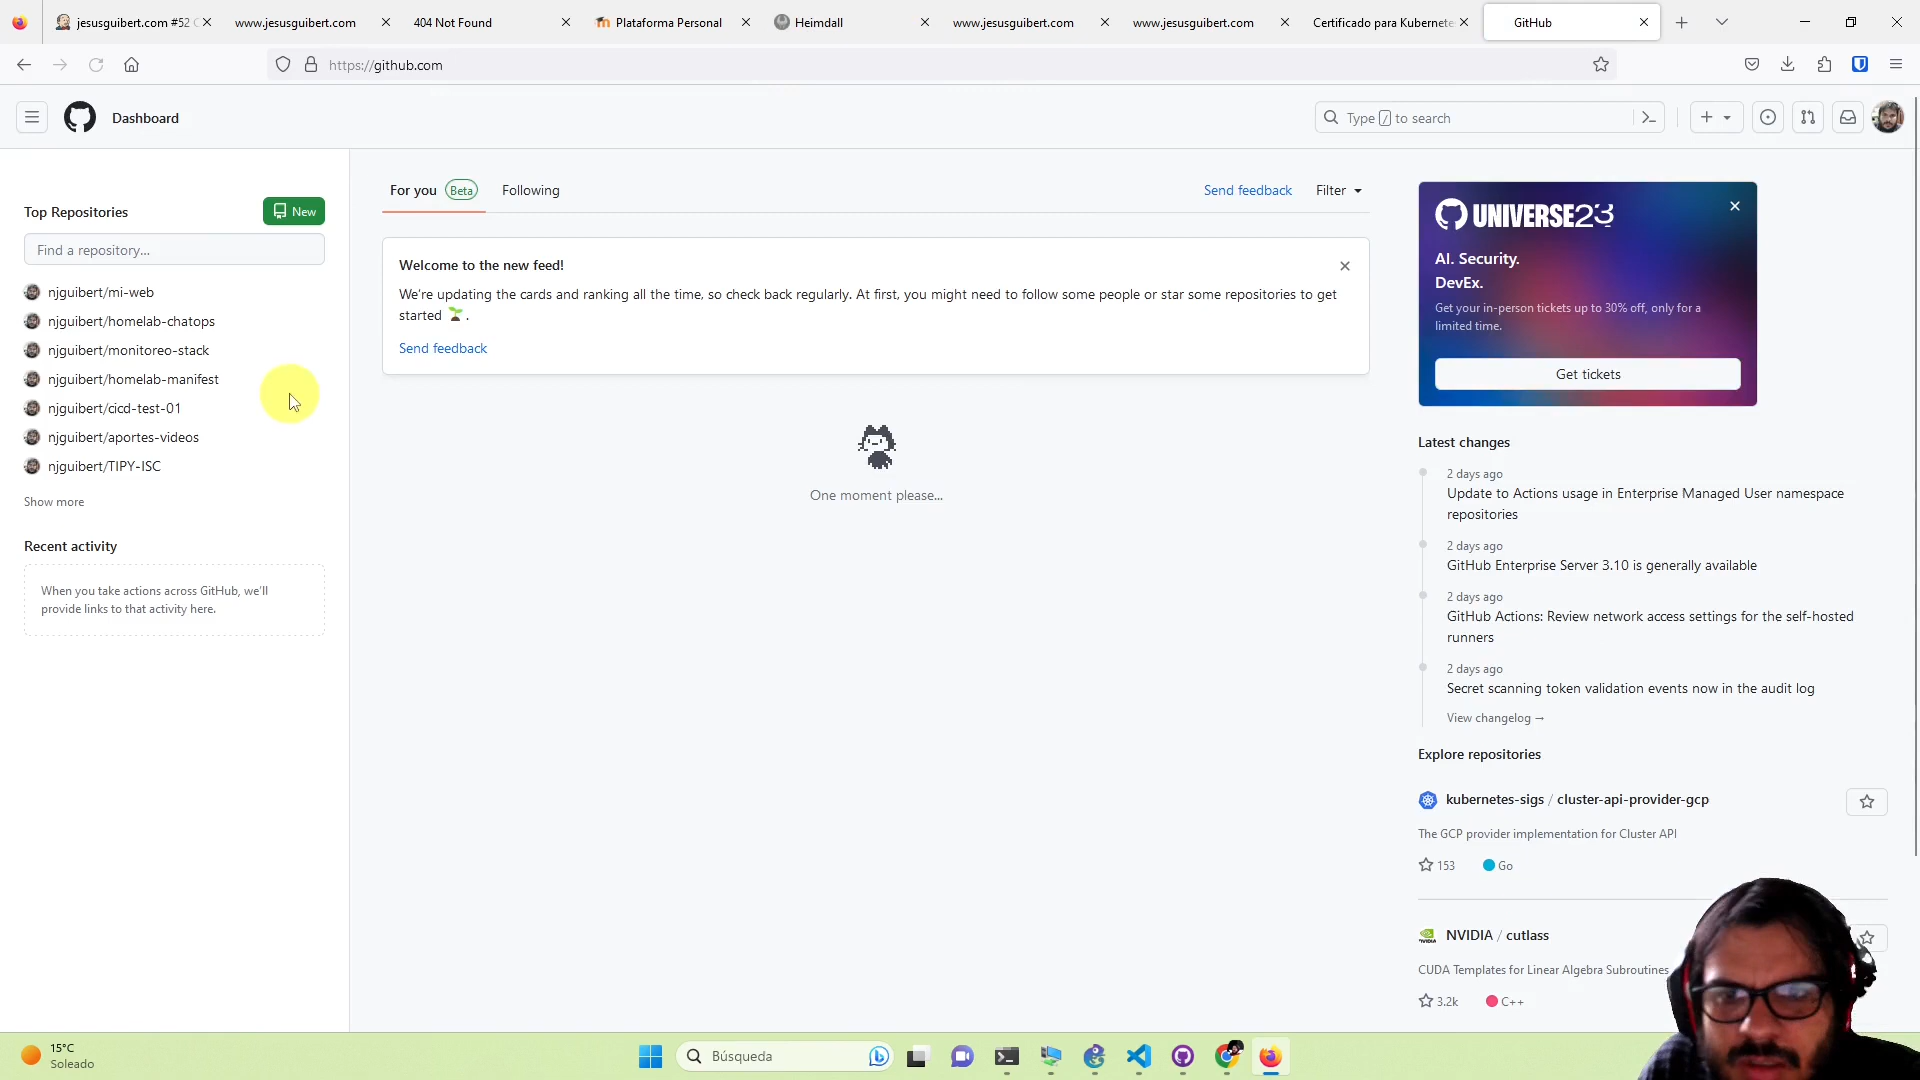 jesusguibert.com #52
www.jesusguibert.com
404 Not Found
Plataforma Personal
Heimdall
www.jesusguibert.com
www.jesusguibert.com
Certificado para Kubernete
GitHub
https://github.com
Dashboard
Type / to search
For you Beta
Following
Send feedback
Filter
Top Repositories
New
Find a repository...
njguibert/mi-web
njguibert/homelab-chatops
njguibert/monitoreo-stack
njguibert/homelab-manifest
njguibert/cicd-test-01
njguibert/aportes-videos
njguibert/TIPY-ISC
Show more
Recent activity
When you take actions across GitHub, we'll
provide links to that activity here.
Welcome to the new feed!
We're updating the cards and ranking all the time, so check back regularly. At first, you might need to follow some people or star some repositories to get
started .
Send feedback
One moment please...
UNIVERSE23
AI. Security.
DevEx.
Get your in-person tickets up to 30% off, only for a
limited time.
Get tickets
Latest changes
2 days ago
Update to Actions usage in Enterprise Managed User namespace
repositories
2 days ago
GitHub Enterprise Server 3.10 is generally available
2 days ago
GitHub Actions: Review network access settings for the self-hosted
runners
2 days ago
Secret scanning token validation events now in the audit log
View changelog →
Explore repositories
kubernetes-sigs / cluster-api-provider-gcp
The GCP provider implementation for Cluster API
153
Go
NVIDIA / cutlass
CUDA Templates for Linear Algebra Subroutines
3.2k
C++
15°C
Soleado
Búsqueda